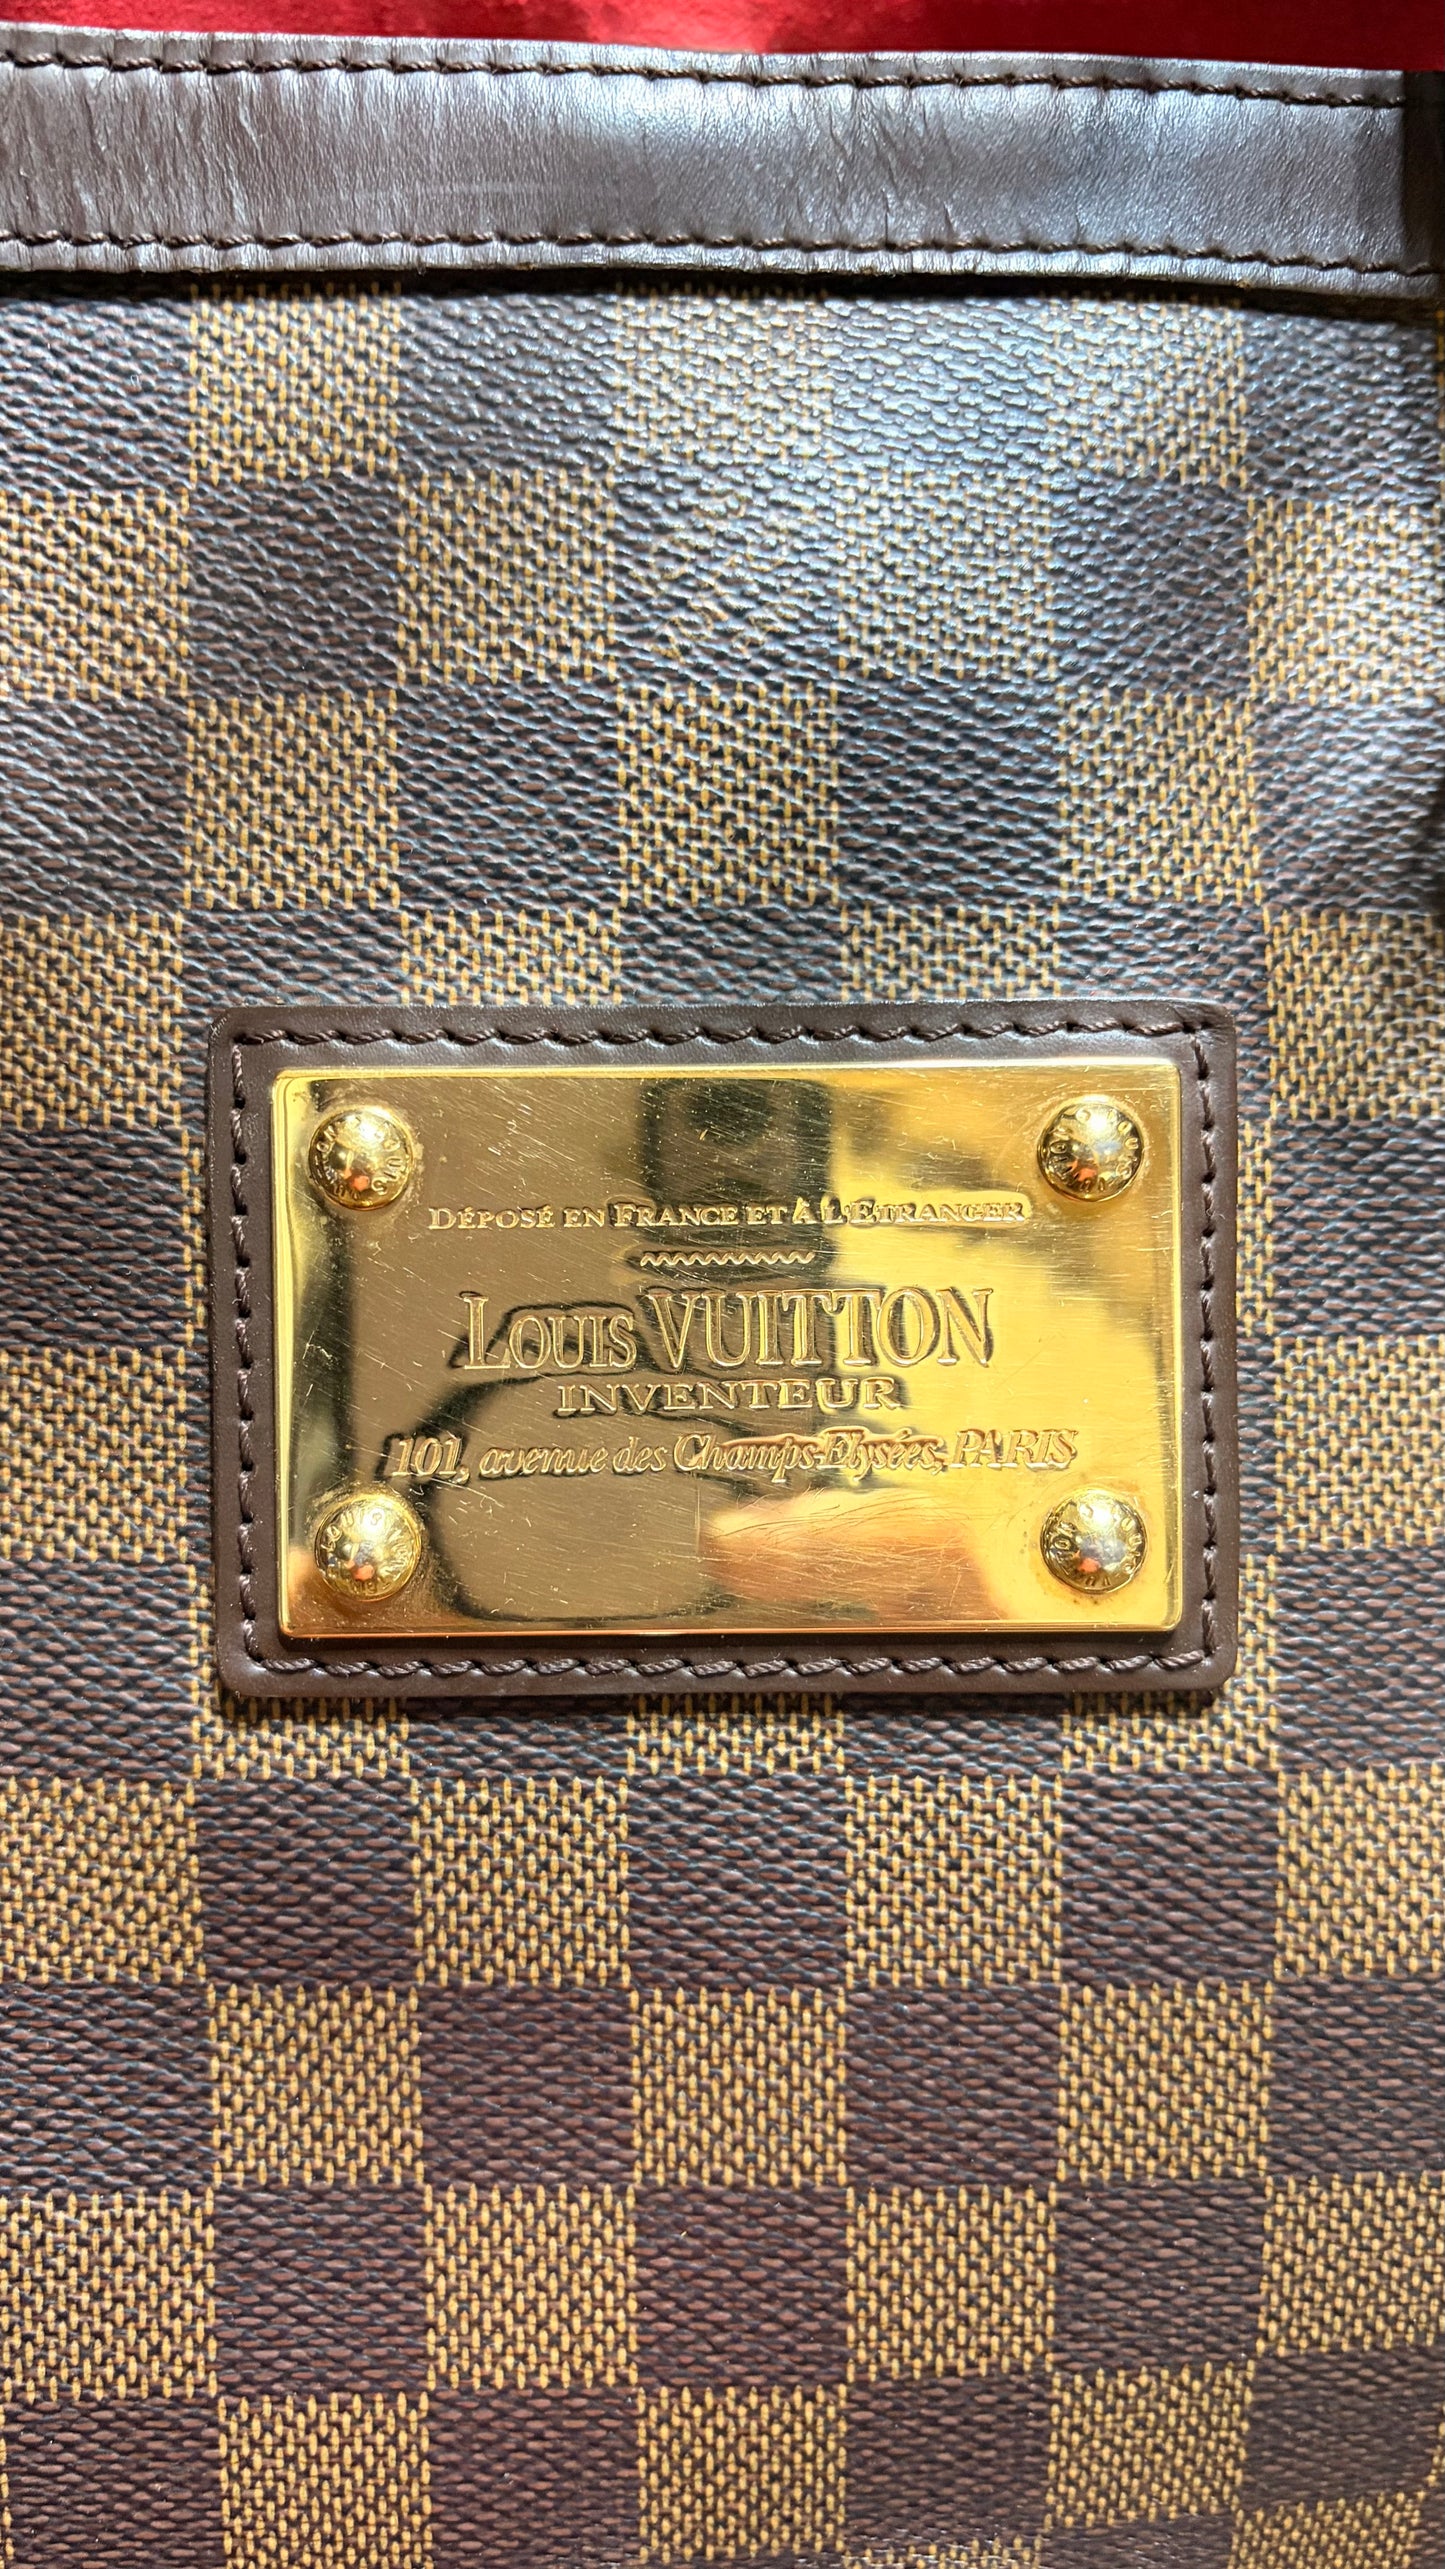 DÉPOSÉ EN FRANCE ET À L'ETRANGER
LOUIS VUITTON
INVENTEUR
101, avenue des Champs-Elysées, PARIS